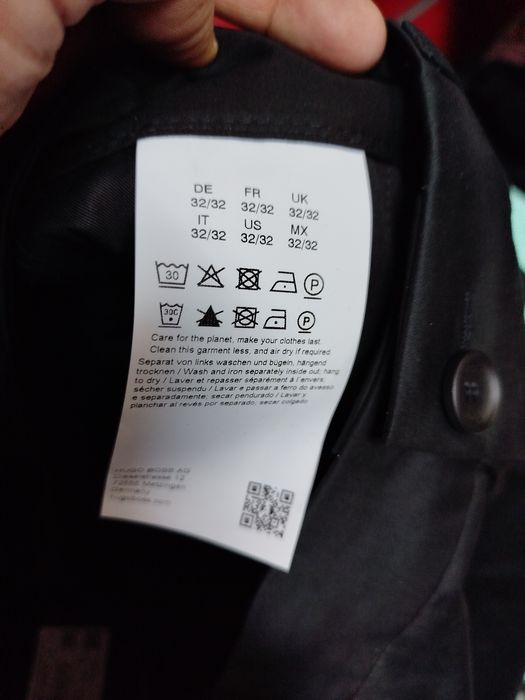 DE FR UK
32/32 32/32 32/32
IT US MX
32/32 32/32 32/32
30 P
30C P
Care for the planet, make your clothes last.
Clean this garment less, and air dry if required
Separat von links waschen und bügeln, hängend
trocknen / Wash and iron separately inside out, hang
to dry / Laver et repasser séparément à l'envers,
sécher suspendu / Lavar e passar a ferro do avesso
e separadamente; secar pendurado / Lavar y
planchar al revés por separado, secar colgado
HUGO BOSS AG
Dieselstrasse 12
72555 Metzingen
Germany
hugoboss.com